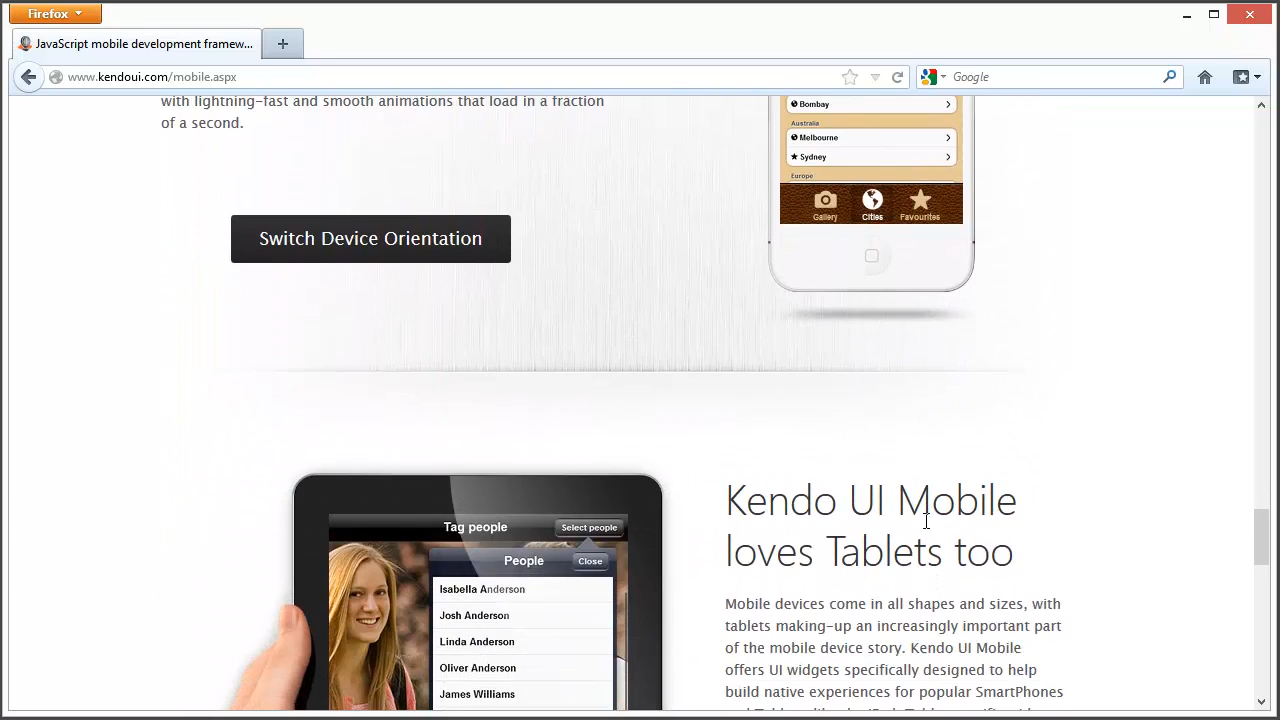 Firefox
JavaScript mobile development framew...
www.kendoui.com/mobile.aspx
Google
with lightning-fast and smooth animations that load in a fraction
of a second.
Bombay
Australia
Melbourne
Sydney
Europe
Gallery
Cities
Favourites
Switch Device Orientation
Tag people
Select people
People
Close
Isabella Anderson
Josh Anderson
Linda Anderson
Oliver Anderson
James Williams
Kendo UI Mobile
loves Tablets too
Mobile devices come in all shapes and sizes, with
tablets making-up an increasingly important part
of the mobile device story. Kendo UI Mobile
offers UI widgets specifically designed to help
build native experiences for popular SmartPhones